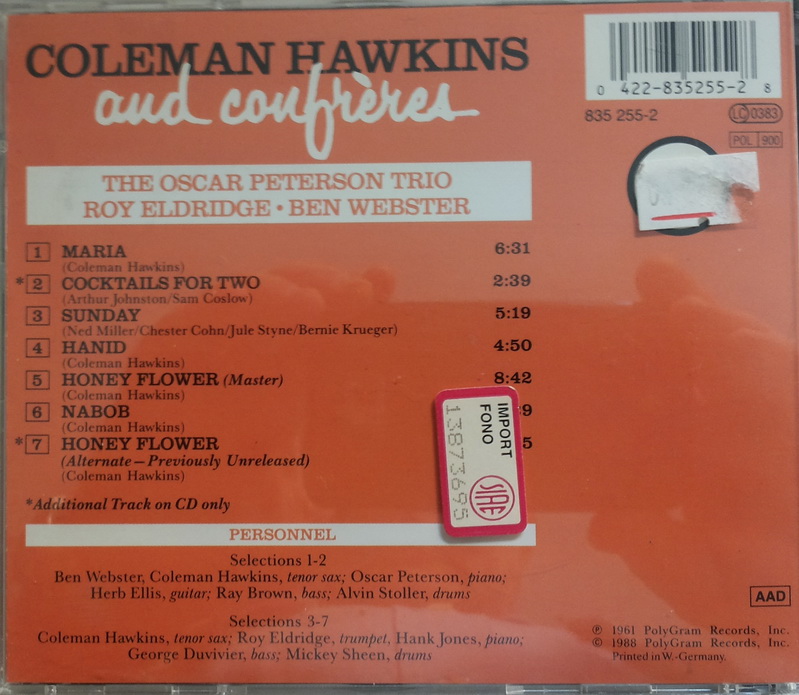 COLEMAN HAWKINS
and confrères
0 422-835255-2 8
835 255-2
LC 0383
POL 900
THE OSCAR PETERSON TRIO
ROY ELDRIDGE • BEN WEBSTER
1 MARIA 6:31
(Coleman Hawkins)
*2 COCKTAILS FOR TWO 2:39
(Arthur Johnston/Sam Coslow)
3 SUNDAY 5:19
(Ned Miller/Chester Cohn/Jule Styne/Bernie Krueger)
4 HANID 4:50
(Coleman Hawkins)
5 HONEY FLOWER (Master) 8:42
(Coleman Hawkins)
6 NABOB
(Coleman Hawkins)
*7 HONEY FLOWER
(Alternate—Previously Unreleased)
(Coleman Hawkins)
IMPORT
FONO
13873695
SIAE
*Additional Track on CD only
PERSONNEL
Selections 1-2
Ben Webster, Coleman Hawkins, tenor sax; Oscar Peterson, piano;
Herb Ellis, guitar; Ray Brown, bass; Alvin Stoller, drums
Selections 3-7
Coleman Hawkins, tenor sax; Roy Eldridge, trumpet, Hank Jones, piano;
George Duvivier, bass; Mickey Sheen, drums
AAD
℗ 1961 PolyGram Records, Inc.
© 1988 PolyGram Records, Inc.
Printed in W.-Germany.